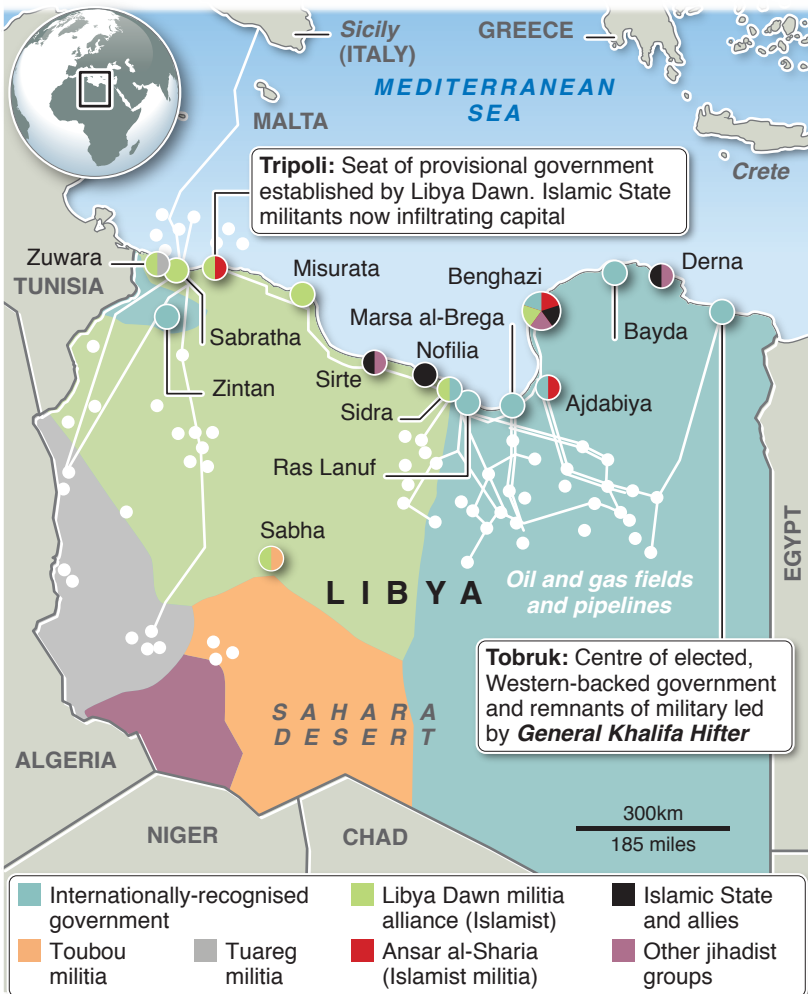 Sicily
(ITALY)
GREECE
MEDITERRANEAN
SEA
MALTA
Crete
Tripoli: Seat of provisional government
established by Libya Dawn. Islamic State
militants now infiltrating capital
Zuwara
TUNISIA
Misurata
Benghazi
Derna
Marsa al-Brega
Bayda
Sabratha
Nofilia
Zintan
Sirte
Sidra
Ajdabiya
Ras Lanuf
EGYPT
Sabha
LIBYA
Oil and gas fields
and pipelines
Tobruk: Centre of elected,
Western-backed government
and remnants of military led
by General Khalifa Hifter
SAHARA
DESERT
ALGERIA
NIGER
CHAD
300km
185 miles
Internationally-recognised
government
Libya Dawn militia
alliance (Islamist)
Islamic State
and allies
Toubou
militia
Tuareg
militia
Ansar al-Sharia
(Islamist militia)
Other jihadist
groups